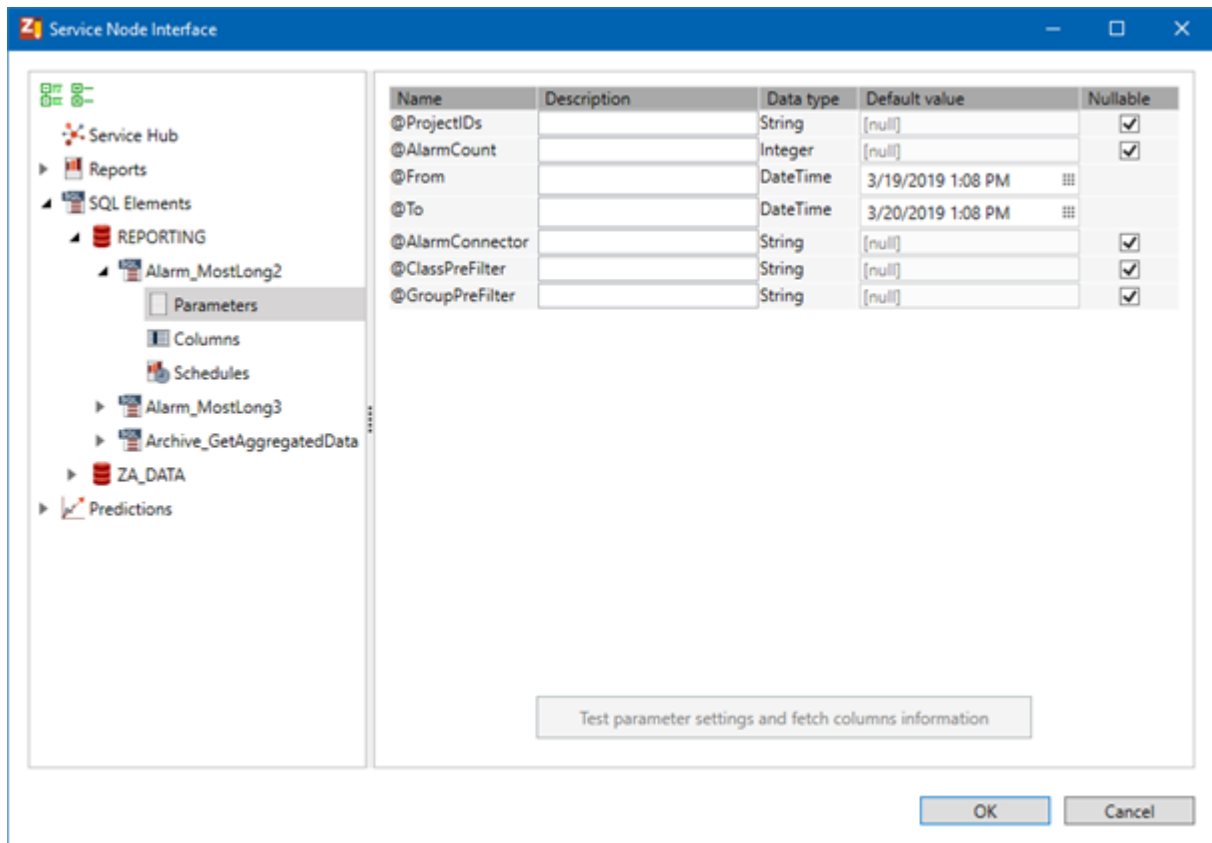 Service Node Interface
Service Hub
Reports
SQL Elements
REPORTING
Alarm_MostLong2
Parameters
Columns
Schedules
Alarm_MostLong3
Archive_GetAggregatedData
ZA_DATA
Predictions
Name Description Data type Default value Nullable
@ProjectIDs String [null]
@AlarmCount Integer [null]
@From DateTime 3/19/2019 1:08 PM
@To DateTime 3/20/2019 1:08 PM
@AlarmConnector String [null]
@ClassPreFilter String [null]
@GroupPreFilter String [null]
Test parameter settings and fetch columns information
OK Cancel